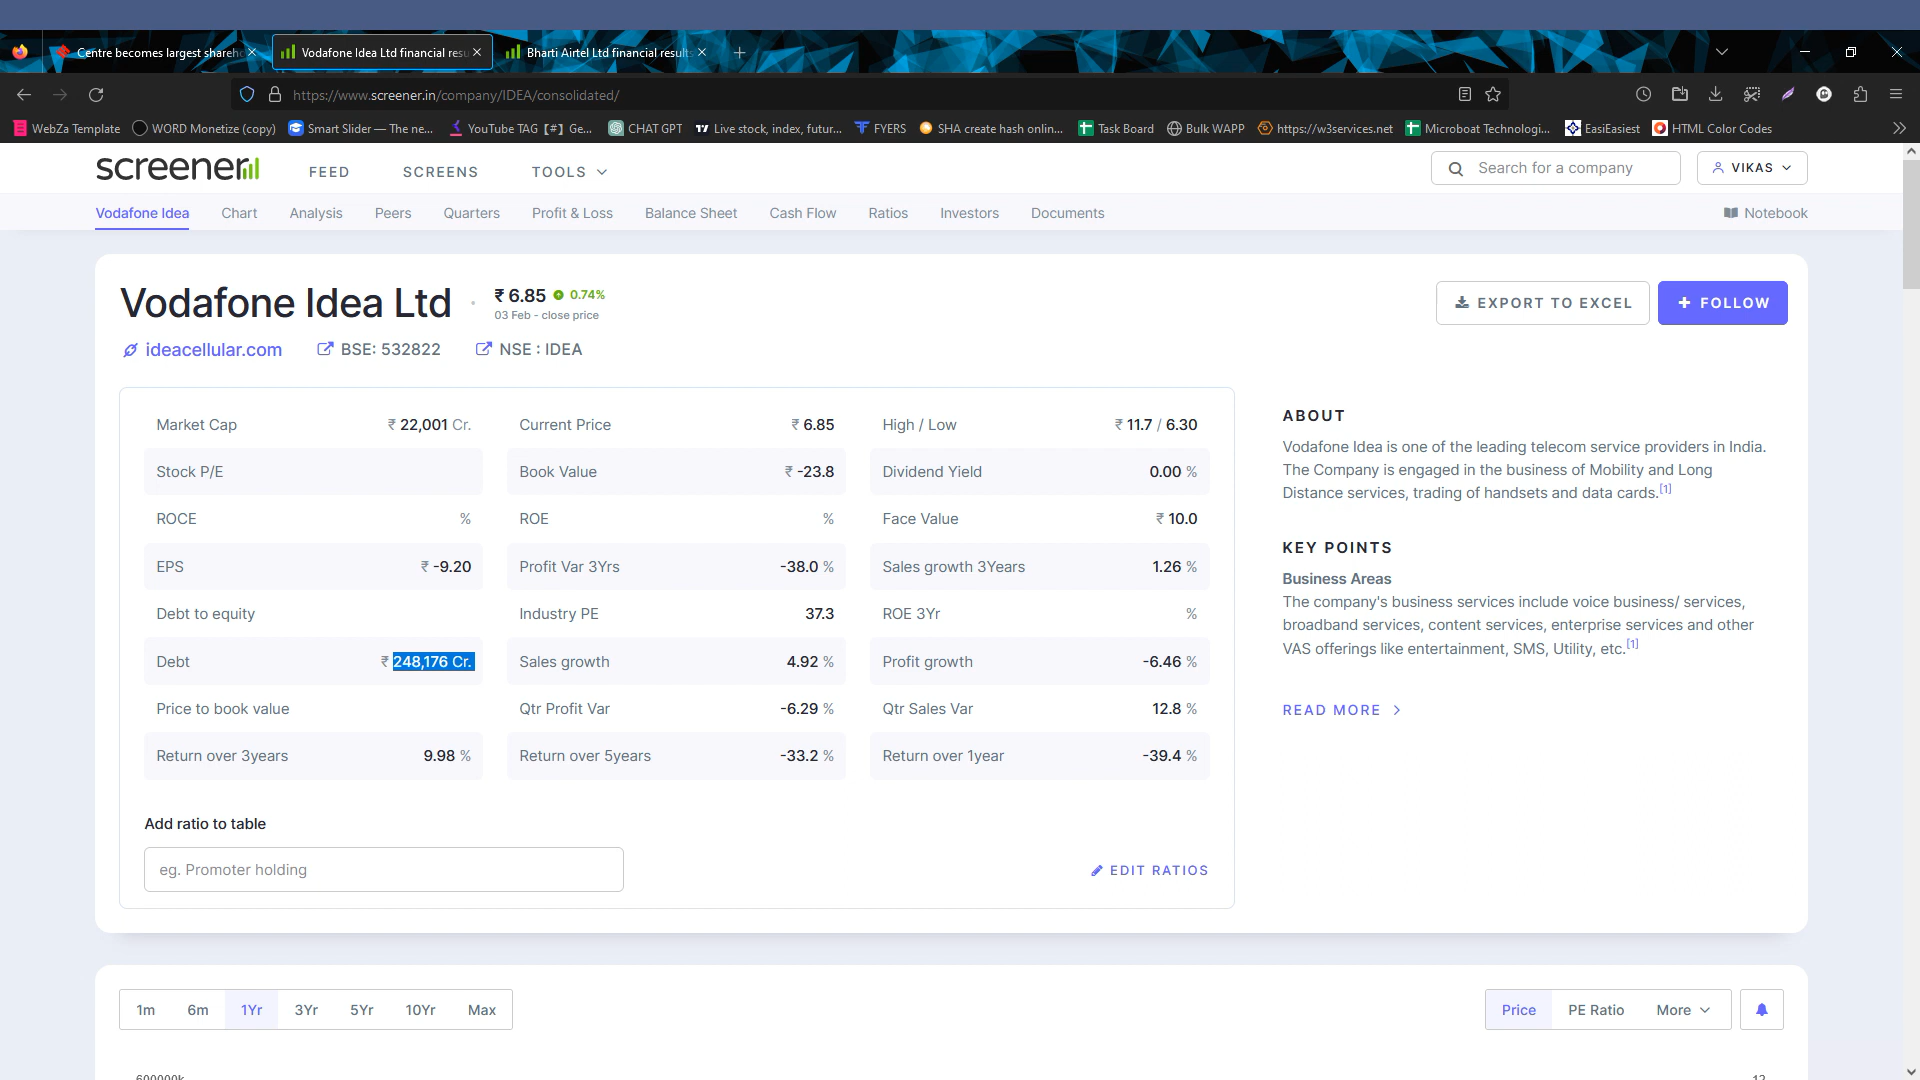 Centre becomes largest shareho
Vodafone Idea Ltd financial resu
Bharti Airtel Ltd financial results
https://www.screener.in/company/IDEA/consolidated/
WebZa Template
WORD Monetize (copy)
Smart Slider — The ne...
YouTube TAG [#] Ge...
CHAT GPT
Live stock, index, futur...
FYERS
SHA create hash onlin...
Task Board
Bulk WAPP
https://w3services.net
Microboat Technologi...
EasiEasiest
HTML Color Codes
screener
FEED
SCREENS
TOOLS
Search for a company
VIKAS
Vodafone Idea
Chart
Analysis
Peers
Quarters
Profit & Loss
Balance Sheet
Cash Flow
Ratios
Investors
Documents
Notebook
Vodafone Idea Ltd
₹ 6.85 0.74%
03 Feb - close price
EXPORT TO EXCEL
+ FOLLOW
ideacellular.com
BSE: 532822
NSE : IDEA
Market Cap ₹ 22,001 Cr.
Current Price ₹ 6.85
High / Low ₹ 11.7 / 6.30
Stock P/E
Book Value ₹ -23.8
Dividend Yield 0.00 %
ROCE %
ROE %
Face Value ₹ 10.0
EPS ₹ -9.20
Profit Var 3Yrs -38.0 %
Sales growth 3Years 1.26 %
Debt to equity
Industry PE 37.3
ROE 3Yr %
Debt ₹ 248,176 Cr.
Sales growth 4.92 %
Profit growth -6.46 %
Price to book value
Qtr Profit Var -6.29 %
Qtr Sales Var 12.8 %
Return over 3years 9.98 %
Return over 5years -33.2 %
Return over 1year -39.4 %
Add ratio to table
eg. Promoter holding
EDIT RATIOS
ABOUT
Vodafone Idea is one of the leading telecom service providers in India.
The Company is engaged in the business of Mobility and Long
Distance services, trading of handsets and data cards.[1]
KEY POINTS
Business Areas
The company's business services include voice business/ services,
broadband services, content services, enterprise services and other
VAS offerings like entertainment, SMS, Utility, etc.[1]
READ MORE
1m
6m
1Yr
3Yr
5Yr
10Yr
Max
Price
PE Ratio
More
600000k
12